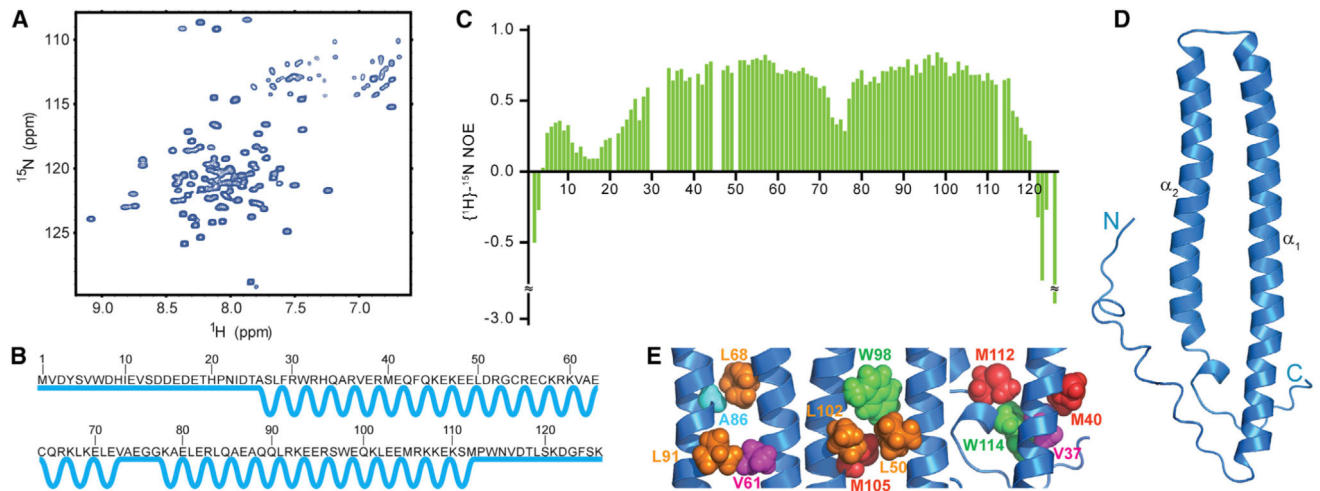 A
110
115
120
125
¹⁵N (ppm)
9.0 8.5 8.0 7.5 7.0
¹H (ppm)
B
1 10 20 30 40 50 60
MVDYSVWDHIEVSDDEDETHPNIDTASLFRWRHQARVERMEQFQKEKEELDRGCRECKRKVAE
70 80 90 100 110 120
CQRKLKELEVAEGGKAELERLQAEAQQLRKEERSWEQKLEEMRKKEKSMPWNVDTLSKDGFSK
C
1.0
0.5
0.0
-0.5
-3.0
{¹H}-¹⁵N NOE
10 20 30 40 50 60 70 80 90 100 110 120
≈ ≈
D
α₂
α₁
N
C
E
L68
A86
L91
V61
W98
L102
L50
M105
M112
M40
W114
V37